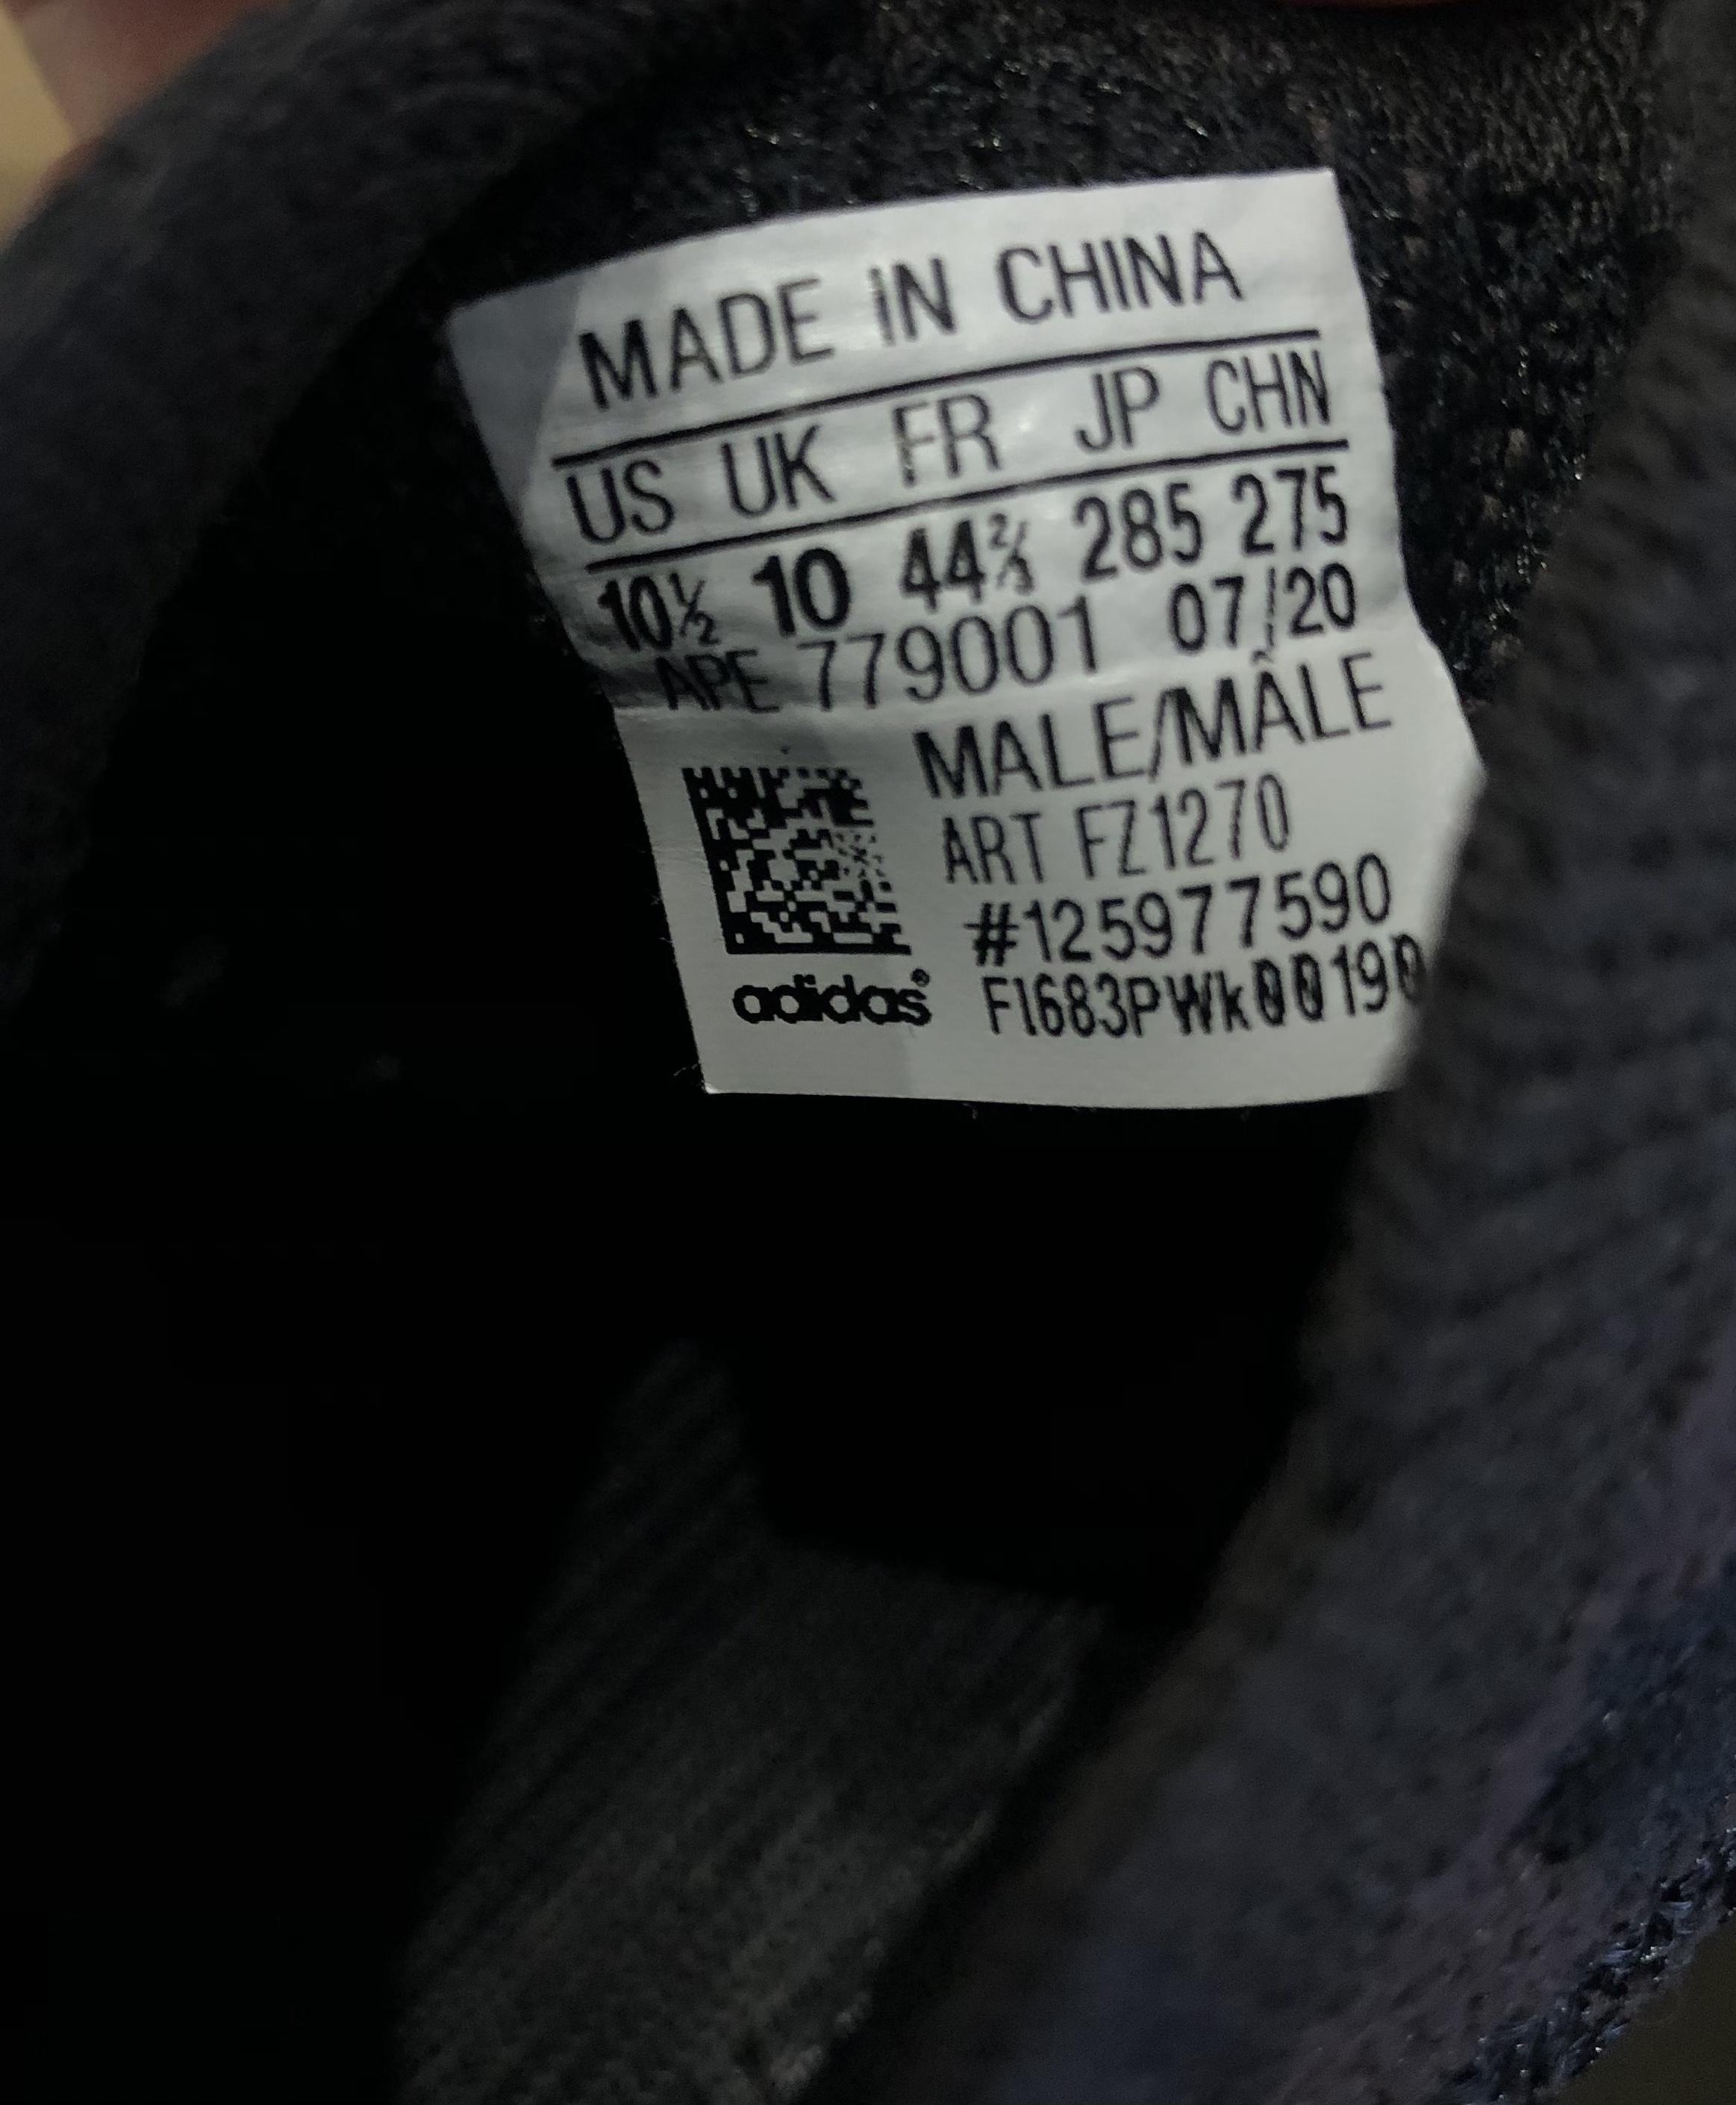 MADE IN CHINA
US UK FR JP CHN
10½ 10 44⅔ 285 275
APE 779001 07/20
MALE/MÂLE
ART FZ1270
#125977590
adidas® F1683PWk00190